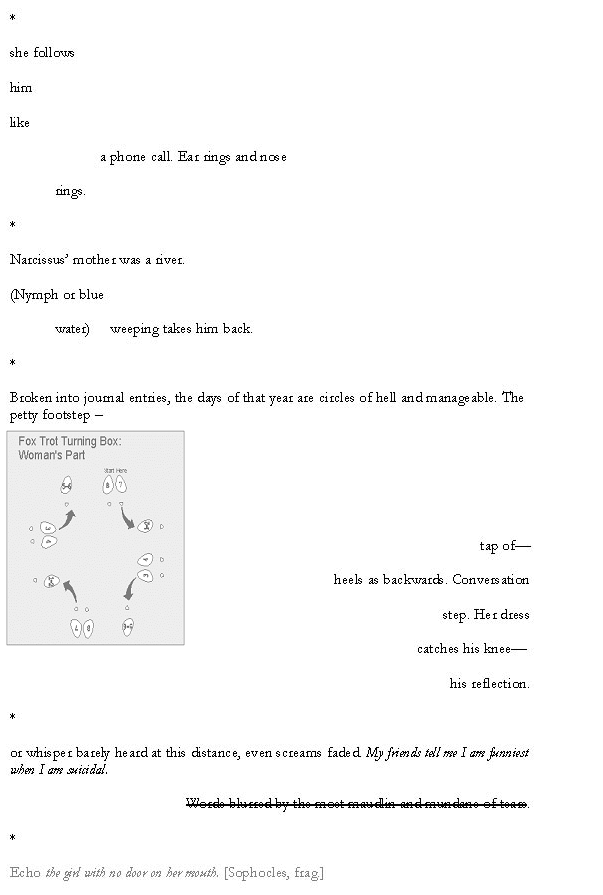 *
she follows
him
like
a phone call. Ear rings and nose
rings.
*
Narcissus’ mother was a river.
(Nymph or blue
water) weeping takes him back.
*
Broken into journal entries, the days of that year are circles of hell and manageable. The
petty footstep –
Fox Trot Turning Box:
Woman's Part
Start Here
8 7
tap of—
heels as backwards. Conversation
step. Her dress
catches his knee—
his reflection.
*
or whisper barely heard at this distance, even screams faded. My friends tell me I am funniest
when I am suicidal.
Words blurred by the most maudlin and mundane of tears.
*
Echo the girl with no door on her mouth. [Sophocles, frag.]